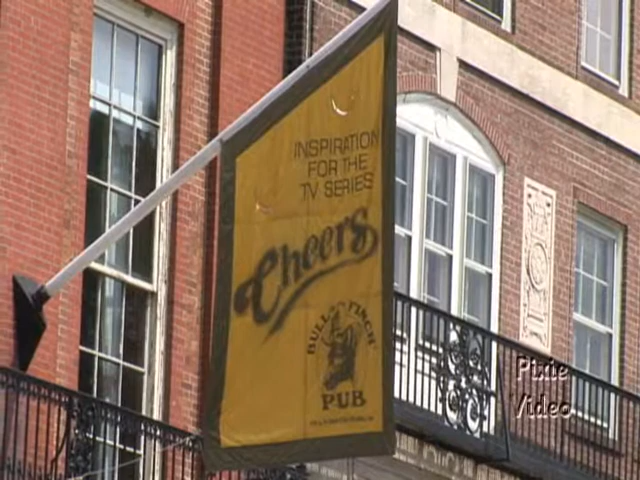 INSPIRATION
FOR THE
TV SERIES
Cheers
BULL FINCH
PUB
Pixie
Video